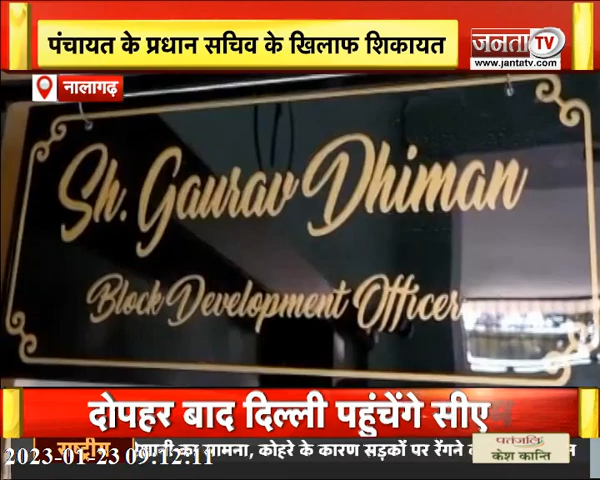 पंचायत के प्रधान सचिव के खिलाफ शिकायत
जनता TV
www.jantatv.com
नालागढ़
Sh. Gaurav Dhiman
Block Development Officer
दोपहर बाद दिल्ली पहुंचेंगे सीएम
राष्ट्रीय
सामना, कोहरे के कारण सड़कों पर रेंगने
पतंजलि
केश कान्ति
2023-01-23 09:12:11